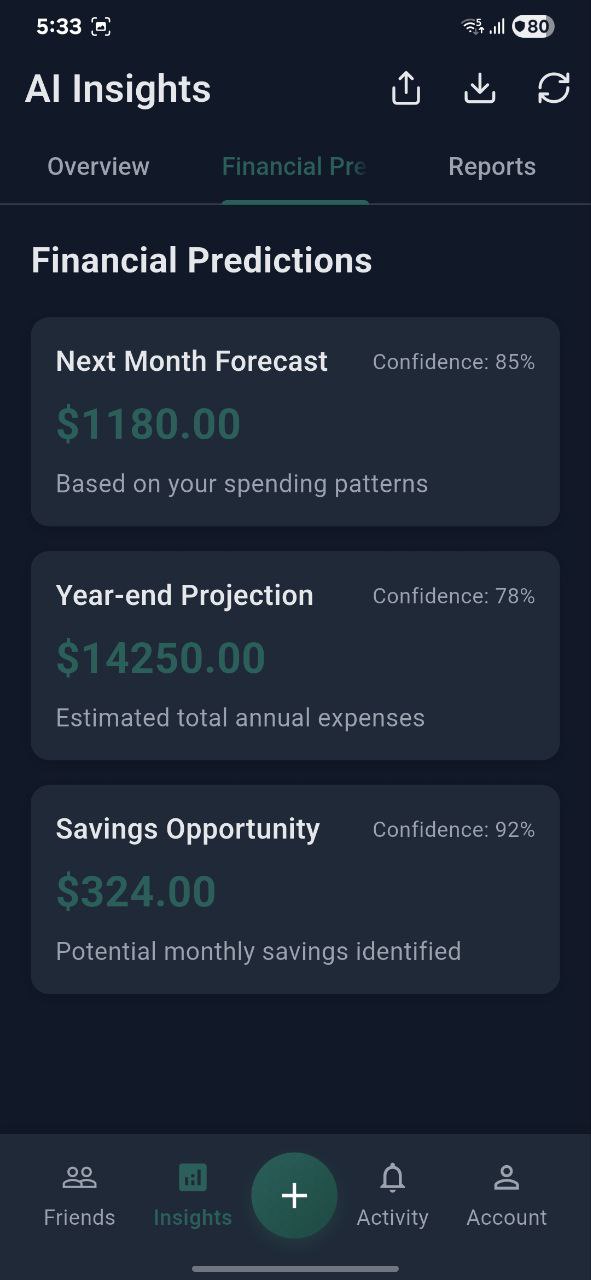 5:33 5 80
AI Insights
Overview Financial Pre Reports
Financial Predictions
Next Month Forecast Confidence: 85%
$1180.00
Based on your spending patterns
Year-end Projection Confidence: 78%
$14250.00
Estimated total annual expenses
Savings Opportunity Confidence: 92%
$324.00
Potential monthly savings identified
Friends Insights + Activity Account